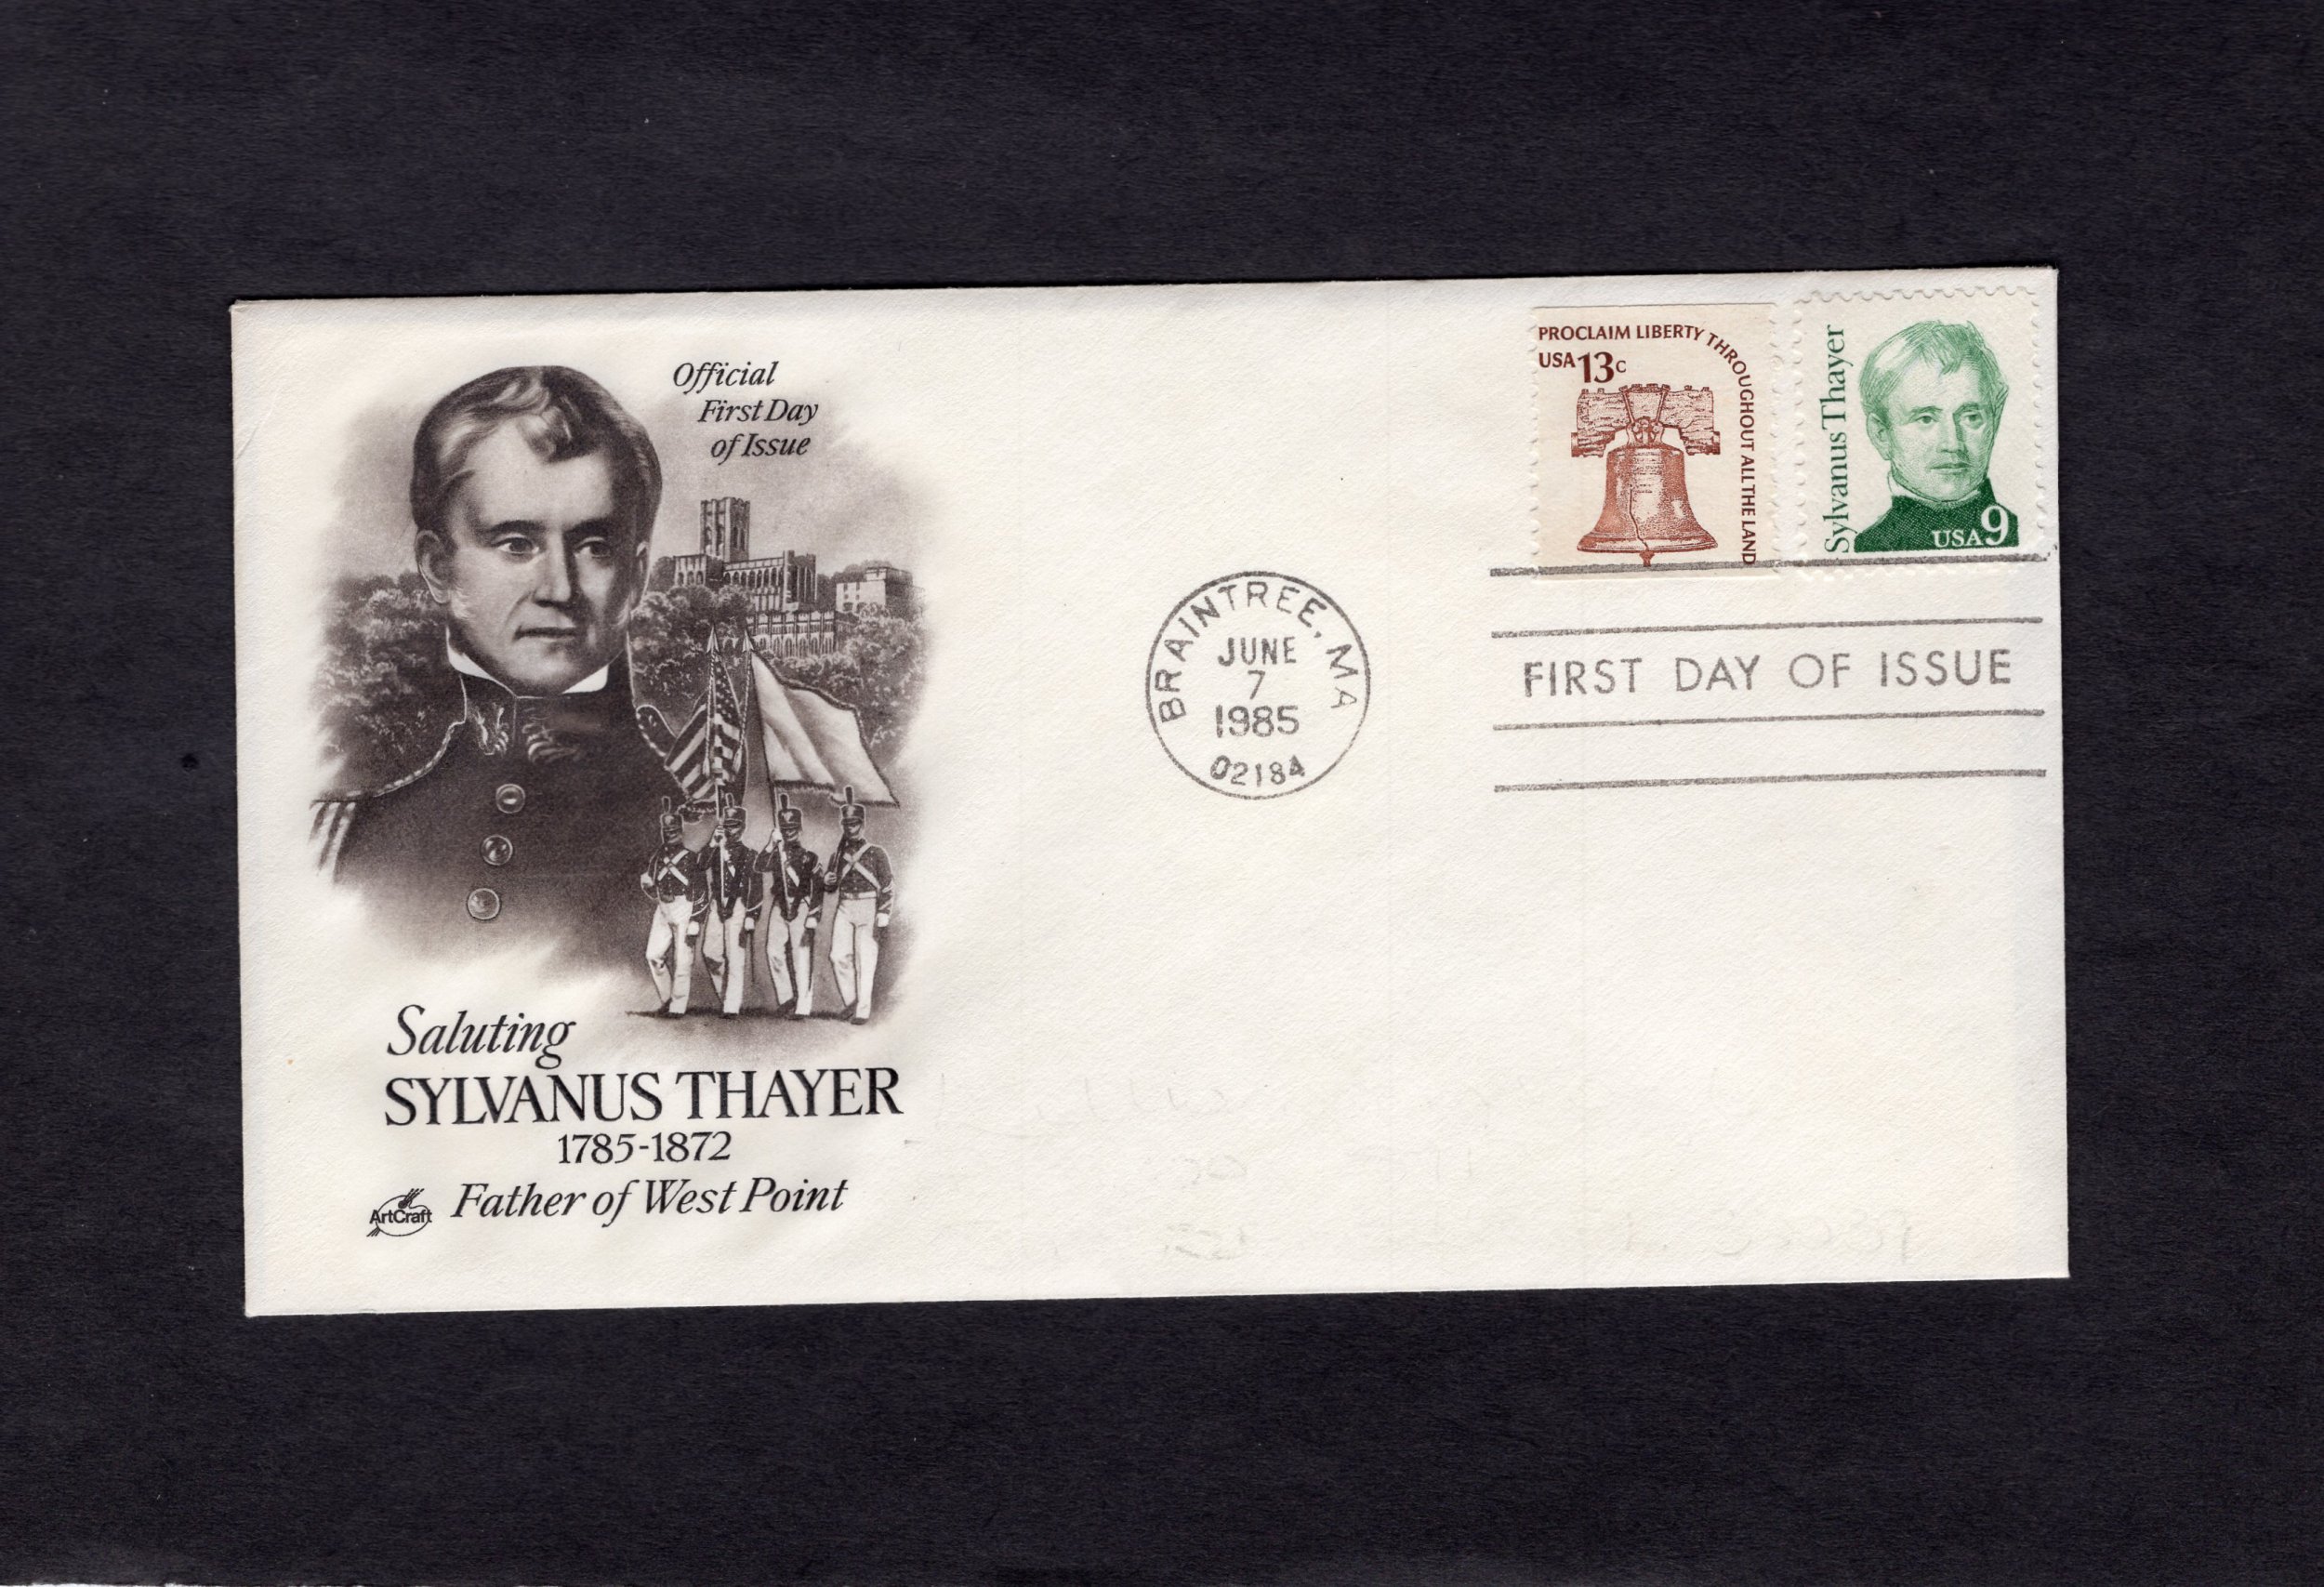 Official
First Day
of Issue
PROCLAIM LIBERTY THROUGHOUT ALL THE LAND
USA 13c
Sylvanus Thayer
USA 9
BRAINTREE, MA
JUNE
7
1985
02184
FIRST DAY OF ISSUE
Saluting
SYLVANUS THAYER
1785-1872
Father of West Point
ArtCraft